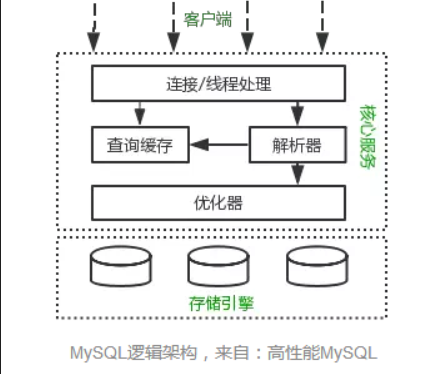 客户端
连接/线程处理
查询缓存
解析器
核心服务
优化器
存储引擎
MySQL逻辑架构，来自：高性能MySQL